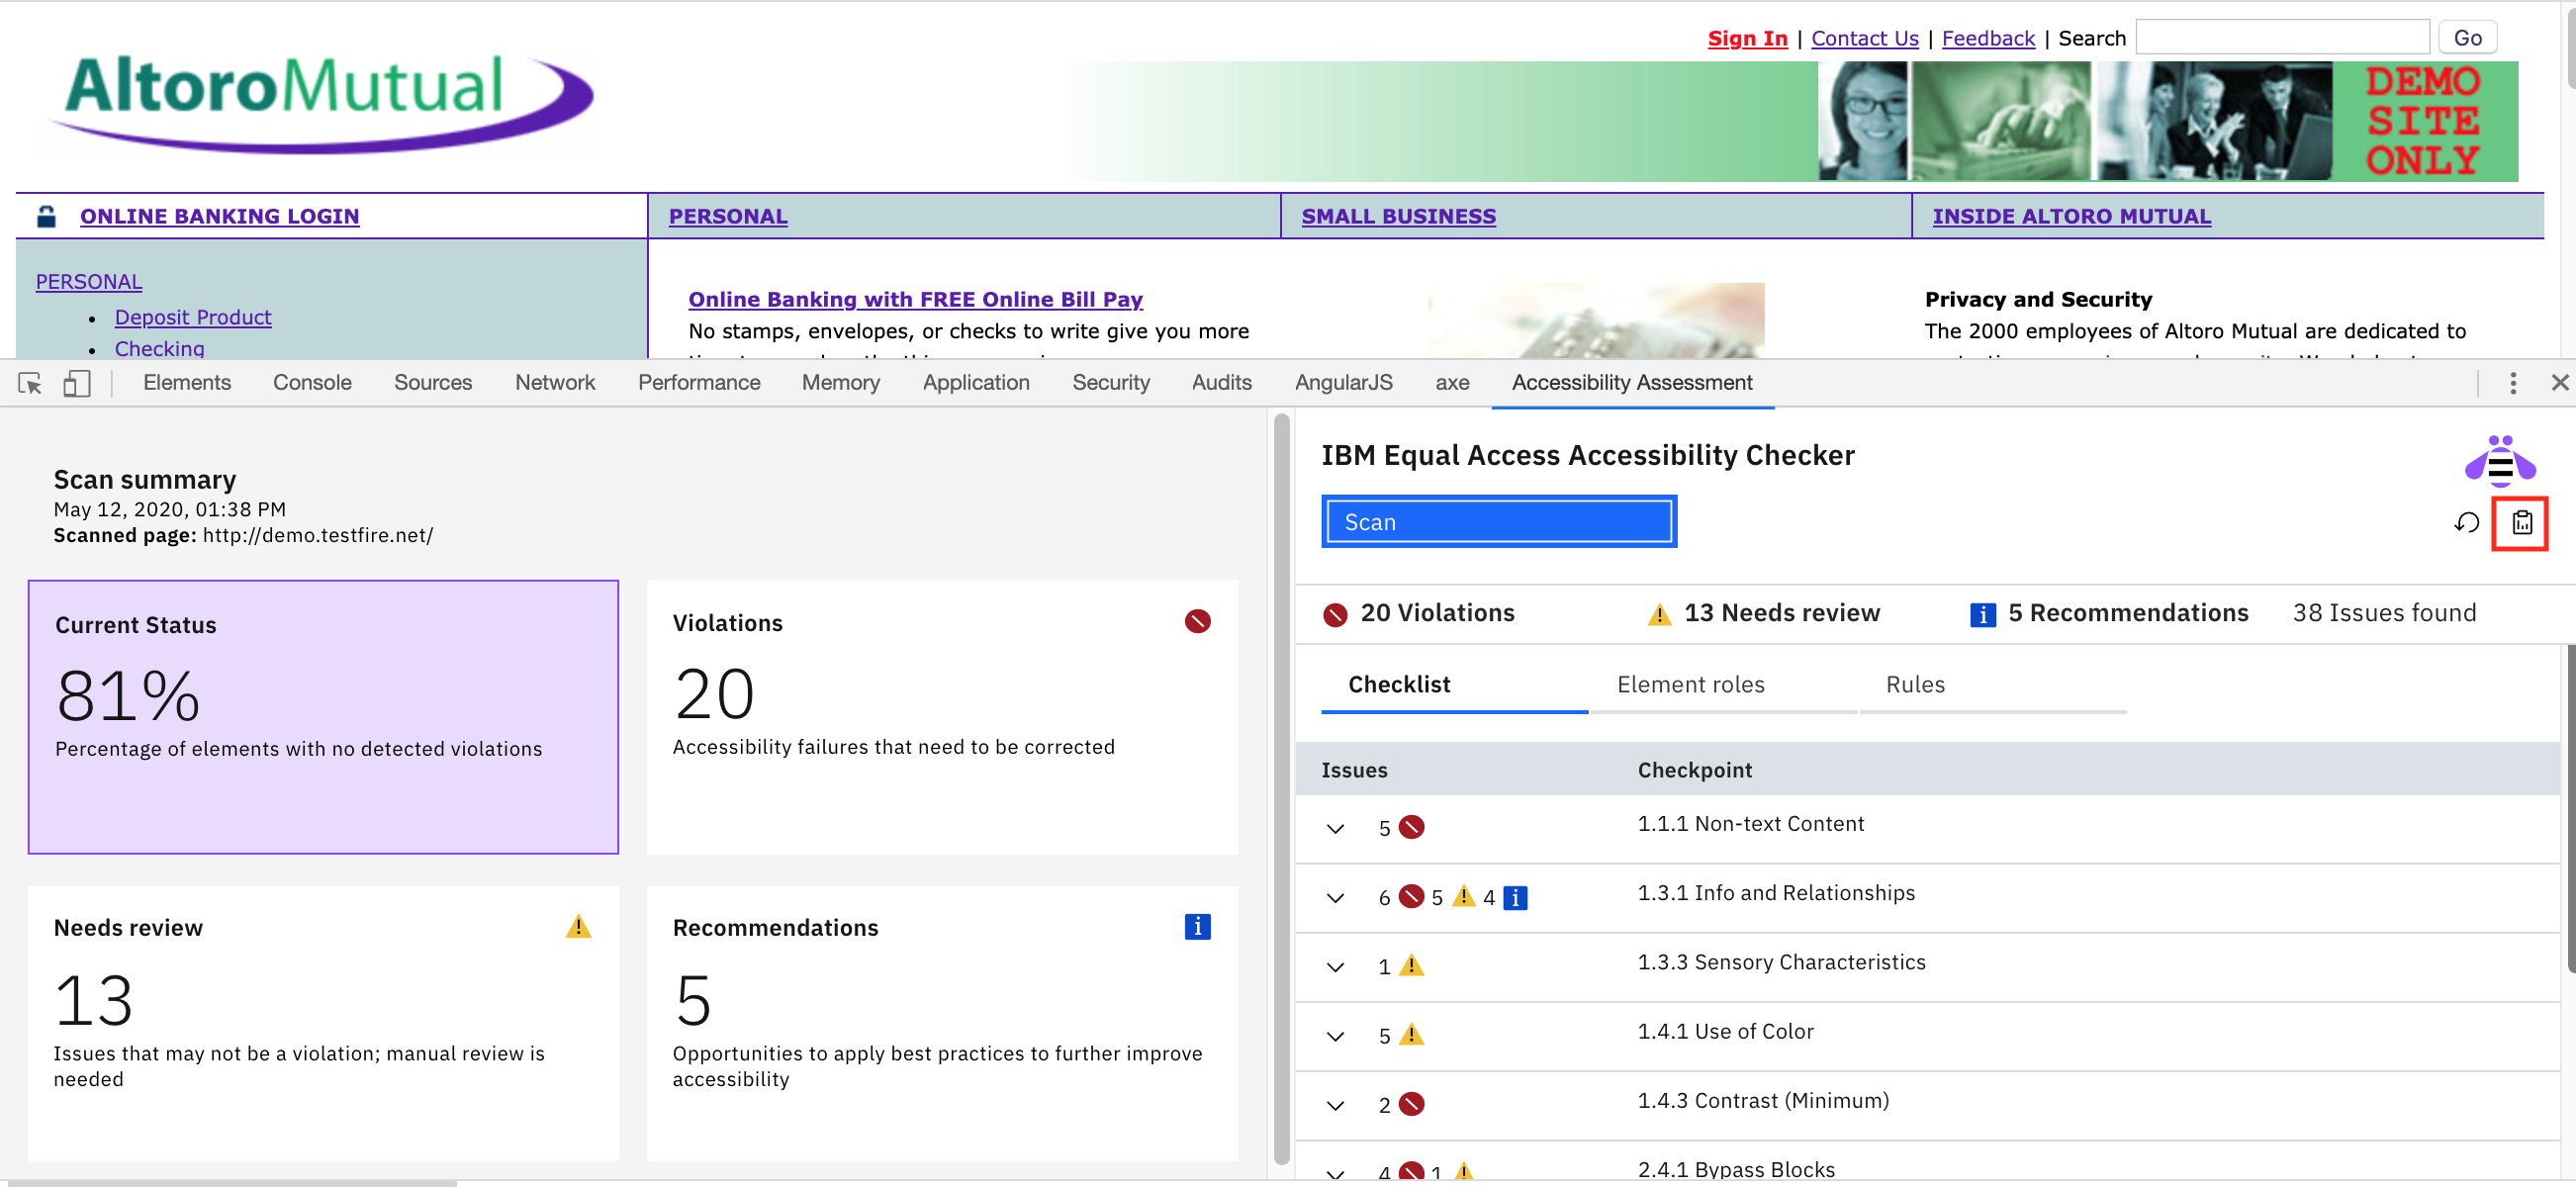 Sign In | Contact Us | Feedback | Search Go
AltoroMutual
DEMO
SITE
ONLY
ONLINE BANKING LOGIN PERSONAL SMALL BUSINESS INSIDE ALTORO MUTUAL
PERSONAL
• Deposit Product
• Checking
Online Banking with FREE Online Bill Pay
No stamps, envelopes, or checks to write give you more
Privacy and Security
The 2000 employees of Altoro Mutual are dedicated to
Elements Console Sources Network Performance Memory Application Security Audits AngularJS axe Accessibility Assessment
Scan summary
May 12, 2020, 01:38 PM
Scanned page: http://demo.testfire.net/
Current Status
81%
Percentage of elements with no detected violations
Violations
20
Accessibility failures that need to be corrected
Needs review
13
Issues that may not be a violation; manual review is
needed
Recommendations
5
Opportunities to apply best practices to further improve
accessibility
IBM Equal Access Accessibility Checker
Scan
20 Violations 13 Needs review 5 Recommendations 38 Issues found
Checklist Element roles Rules
Issues Checkpoint
5 1.1.1 Non-text Content
6 5 4 1.3.1 Info and Relationships
1 1.3.3 Sensory Characteristics
5 1.4.1 Use of Color
2 1.4.3 Contrast (Minimum)
4 1 2.4.1 Bypass Blocks